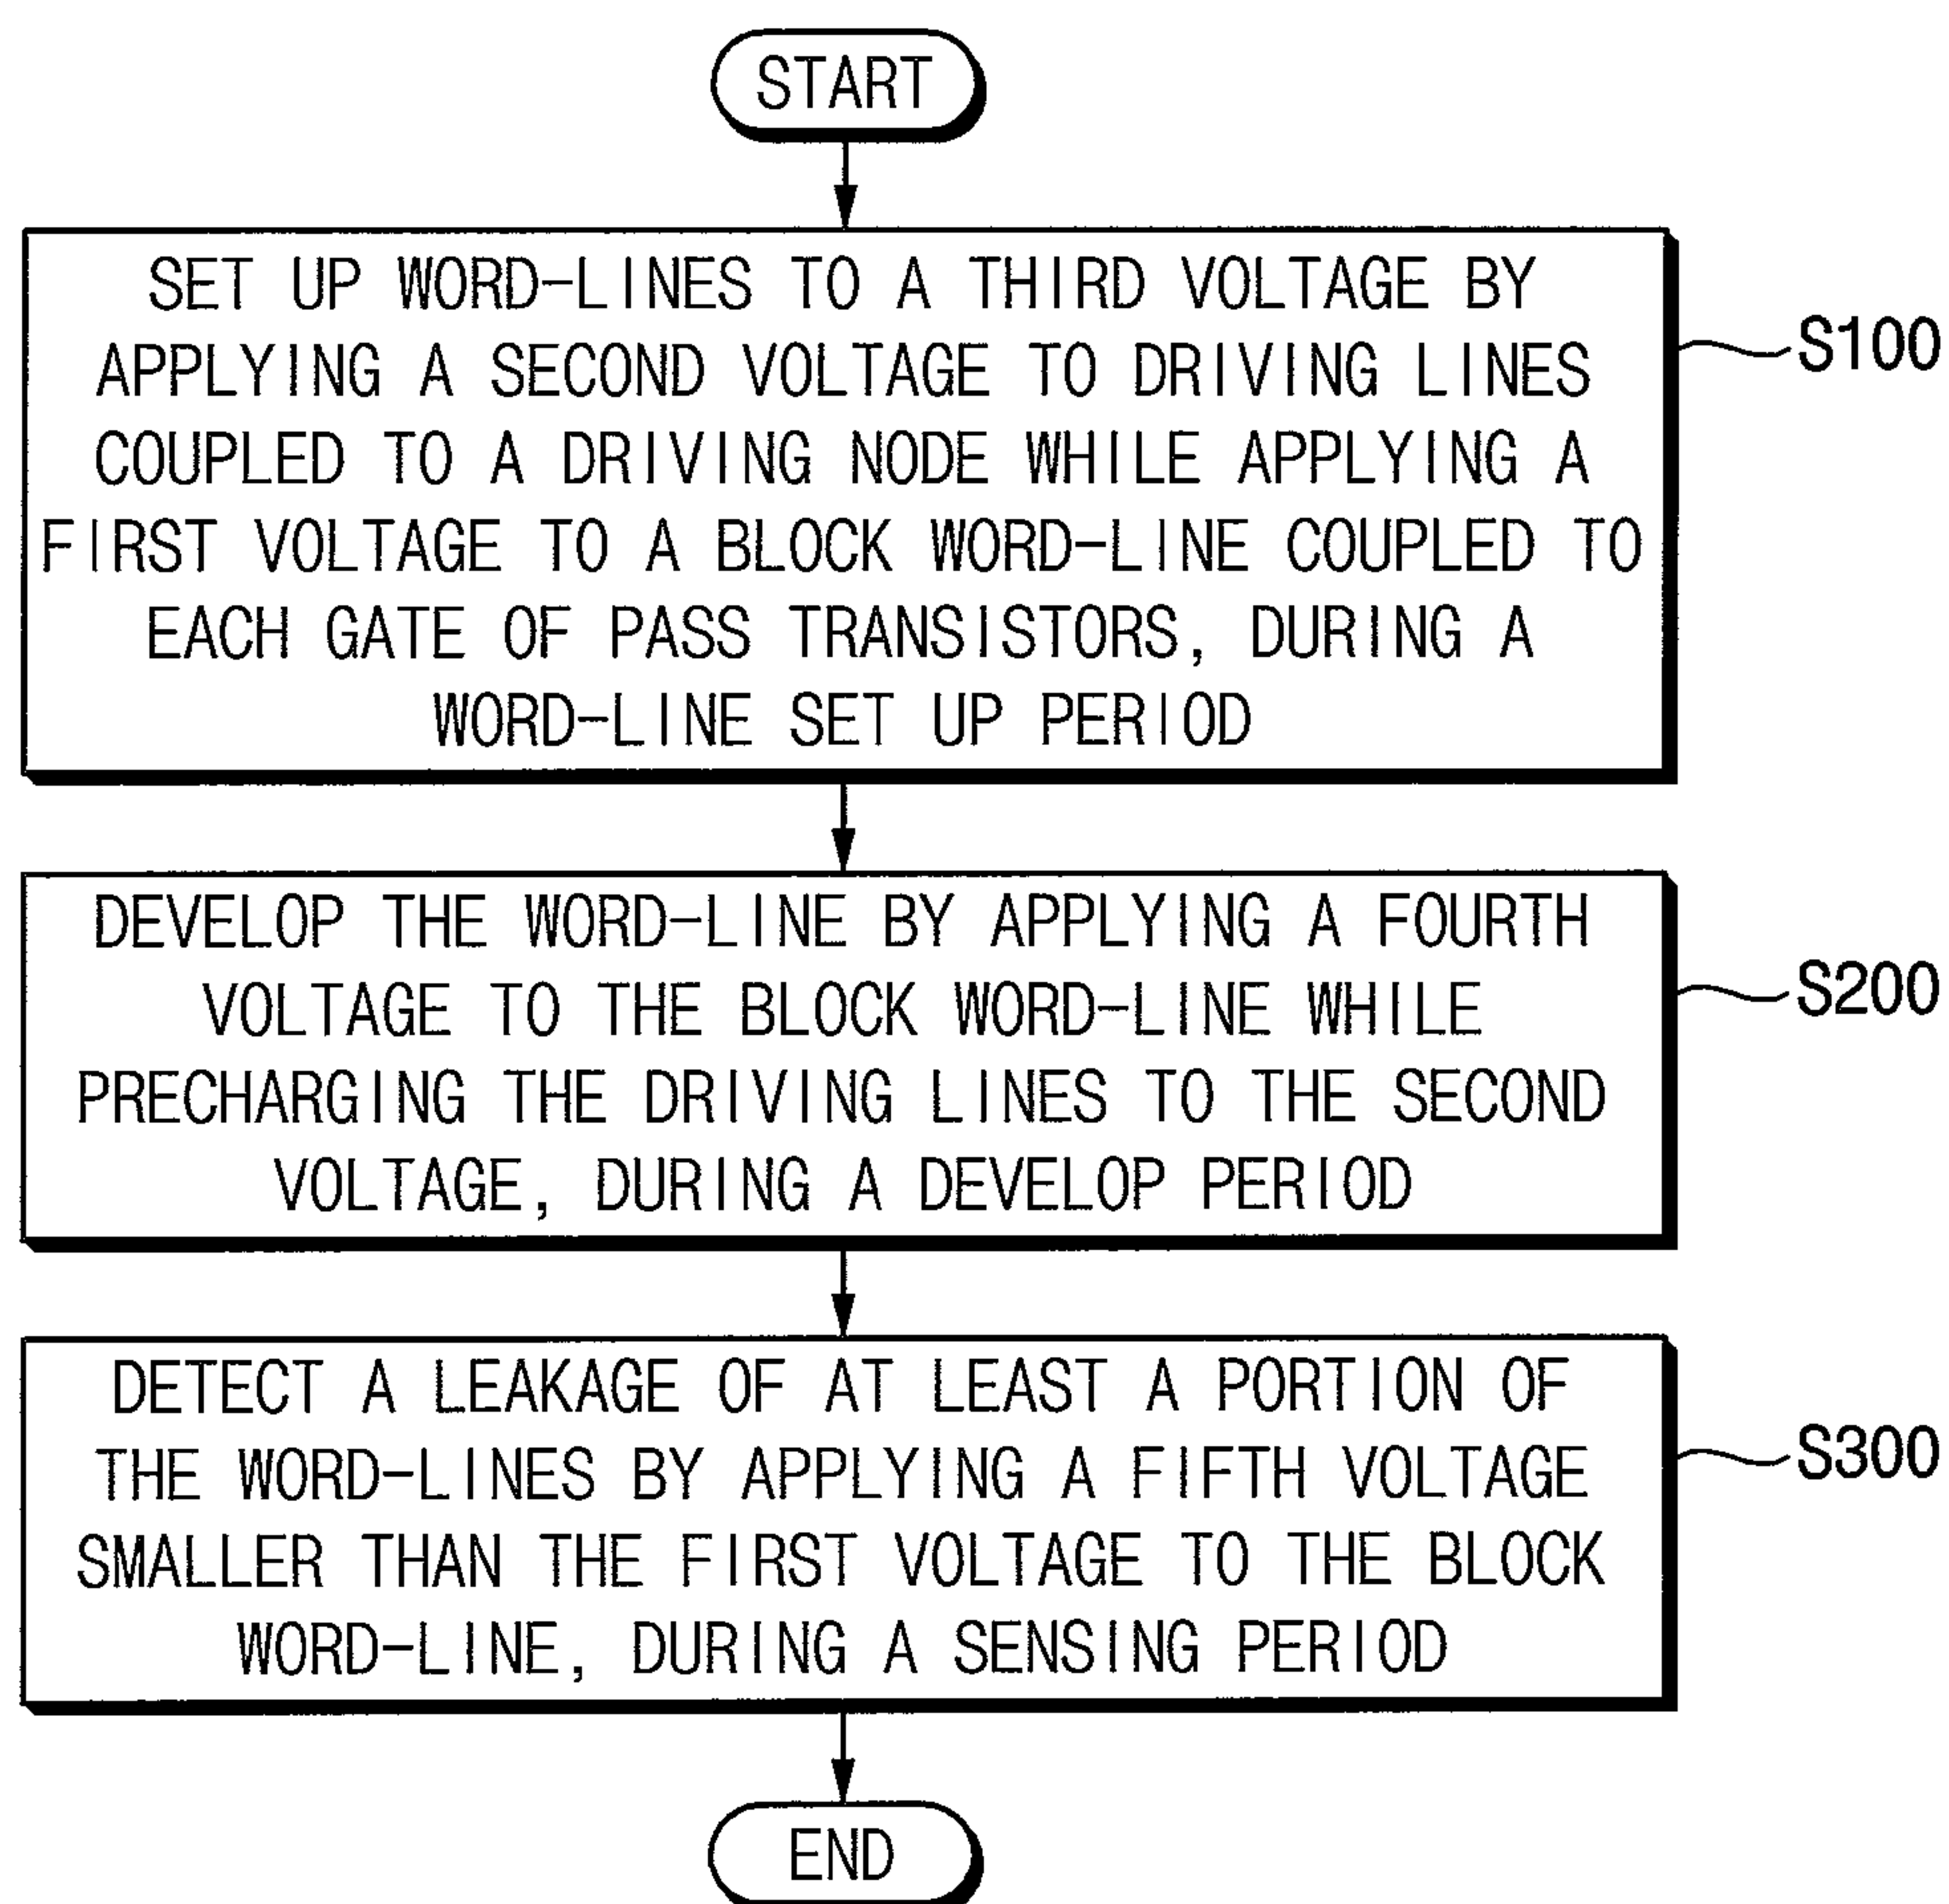 START
SET UP WORD-LINES TO A THIRD VOLTAGE BY
APPLYING A SECOND VOLTAGE TO DRIVING LINES
COUPLED TO A DRIVING NODE WHILE APPLYING A
FIRST VOLTAGE TO A BLOCK WORD-LINE COUPLED TO
EACH GATE OF PASS TRANSISTORS, DURING A
WORD-LINE SET UP PERIOD
S100
DEVELOP THE WORD-LINE BY APPLYING A FOURTH
VOLTAGE TO THE BLOCK WORD-LINE WHILE
PRECHARGING THE DRIVING LINES TO THE SECOND
VOLTAGE, DURING A DEVELOP PERIOD
S200
DETECT A LEAKAGE OF AT LEAST A PORTION OF
THE WORD-LINES BY APPLYING A FIFTH VOLTAGE
SMALLER THAN THE FIRST VOLTAGE TO THE BLOCK
WORD-LINE, DURING A SENSING PERIOD
S300
END